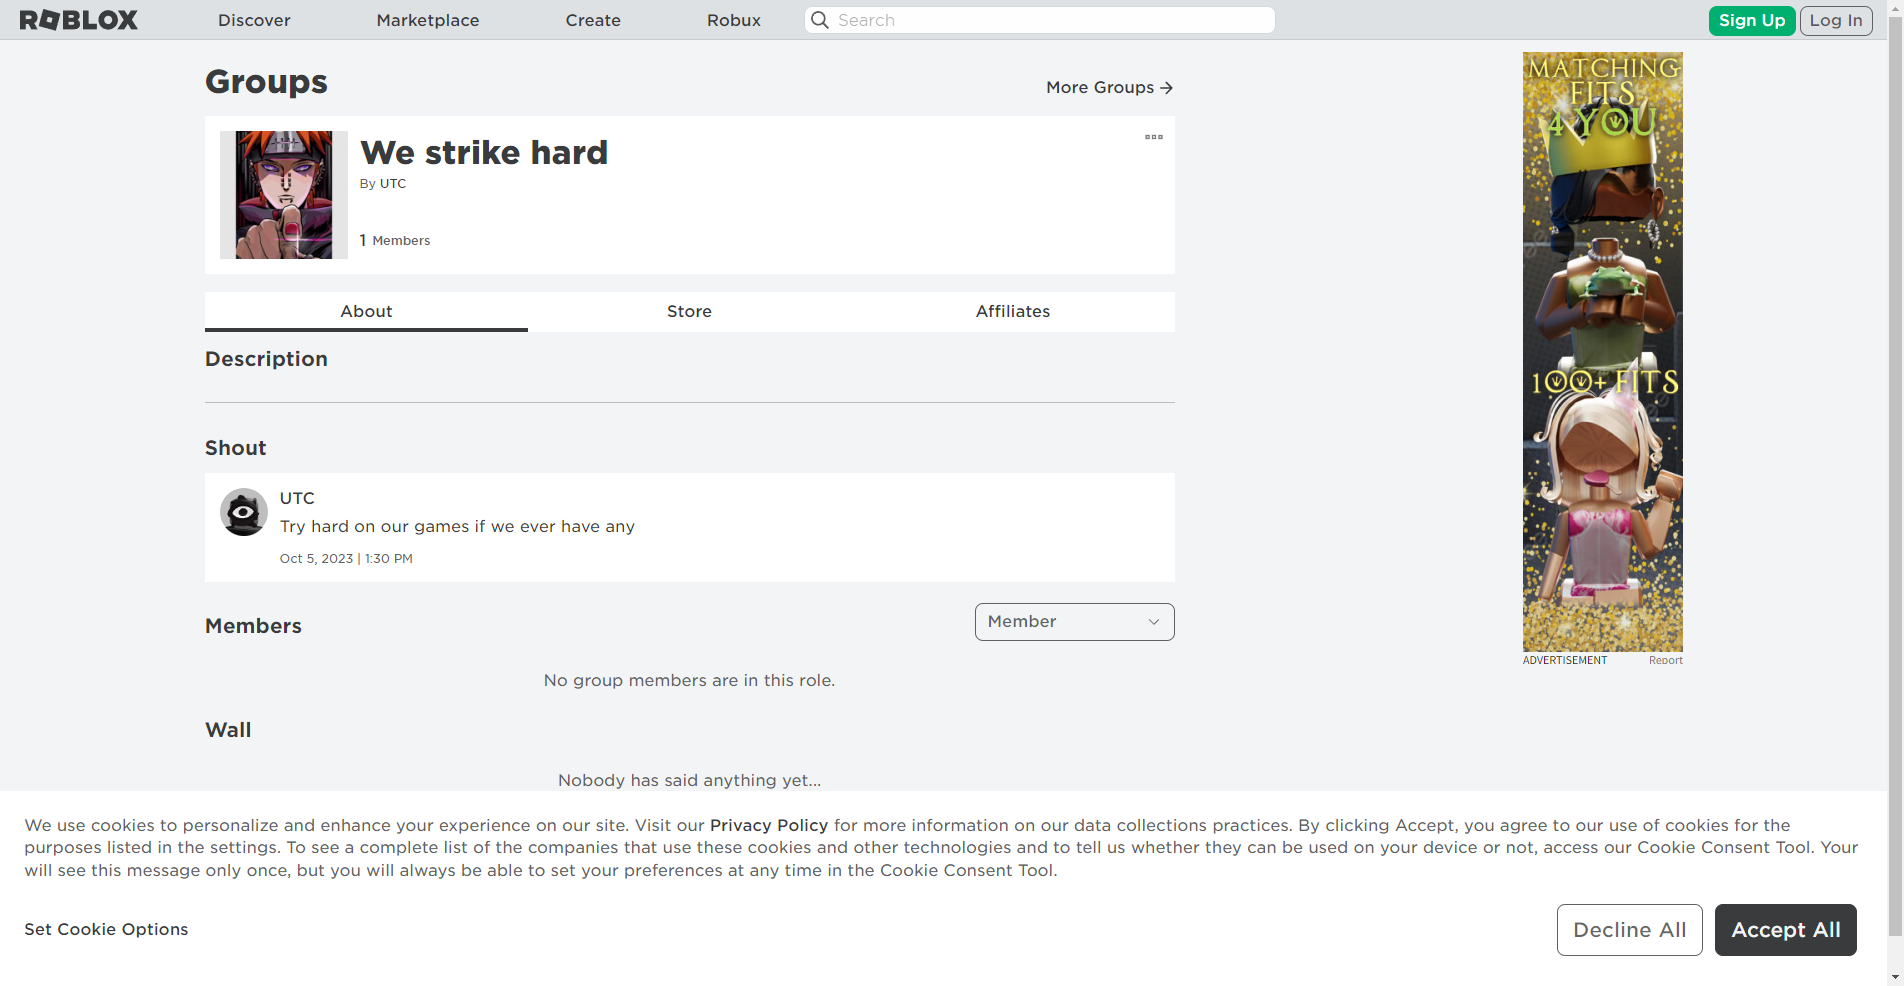 ROBLOX
Discover
Marketplace
Create
Robux
Search
Sign Up
Log In
Groups
More Groups
We strike hard
By UTC
1 Members
About
Store
Affiliates
Description
Shout
UTC
Try hard on our games if we ever have any
Oct 5, 2023 | 1:30 PM
Members
Member
No group members are in this role.
Wall
Nobody has said anything yet...
MATCHING
FITS
4 YOU
100+ FITS
ADVERTISEMENT
Report
We use cookies to personalize and enhance your experience on our site. Visit our Privacy Policy for more information on our data collections practices. By clicking Accept, you agree to our use of cookies for the
purposes listed in the settings. To see a complete list of the companies that use these cookies and other technologies and to tell us whether they can be used on your device or not, access our Cookie Consent Tool. Your
will see this message only once, but you will always be able to set your preferences at any time in the Cookie Consent Tool.
Set Cookie Options
Decline All
Accept All